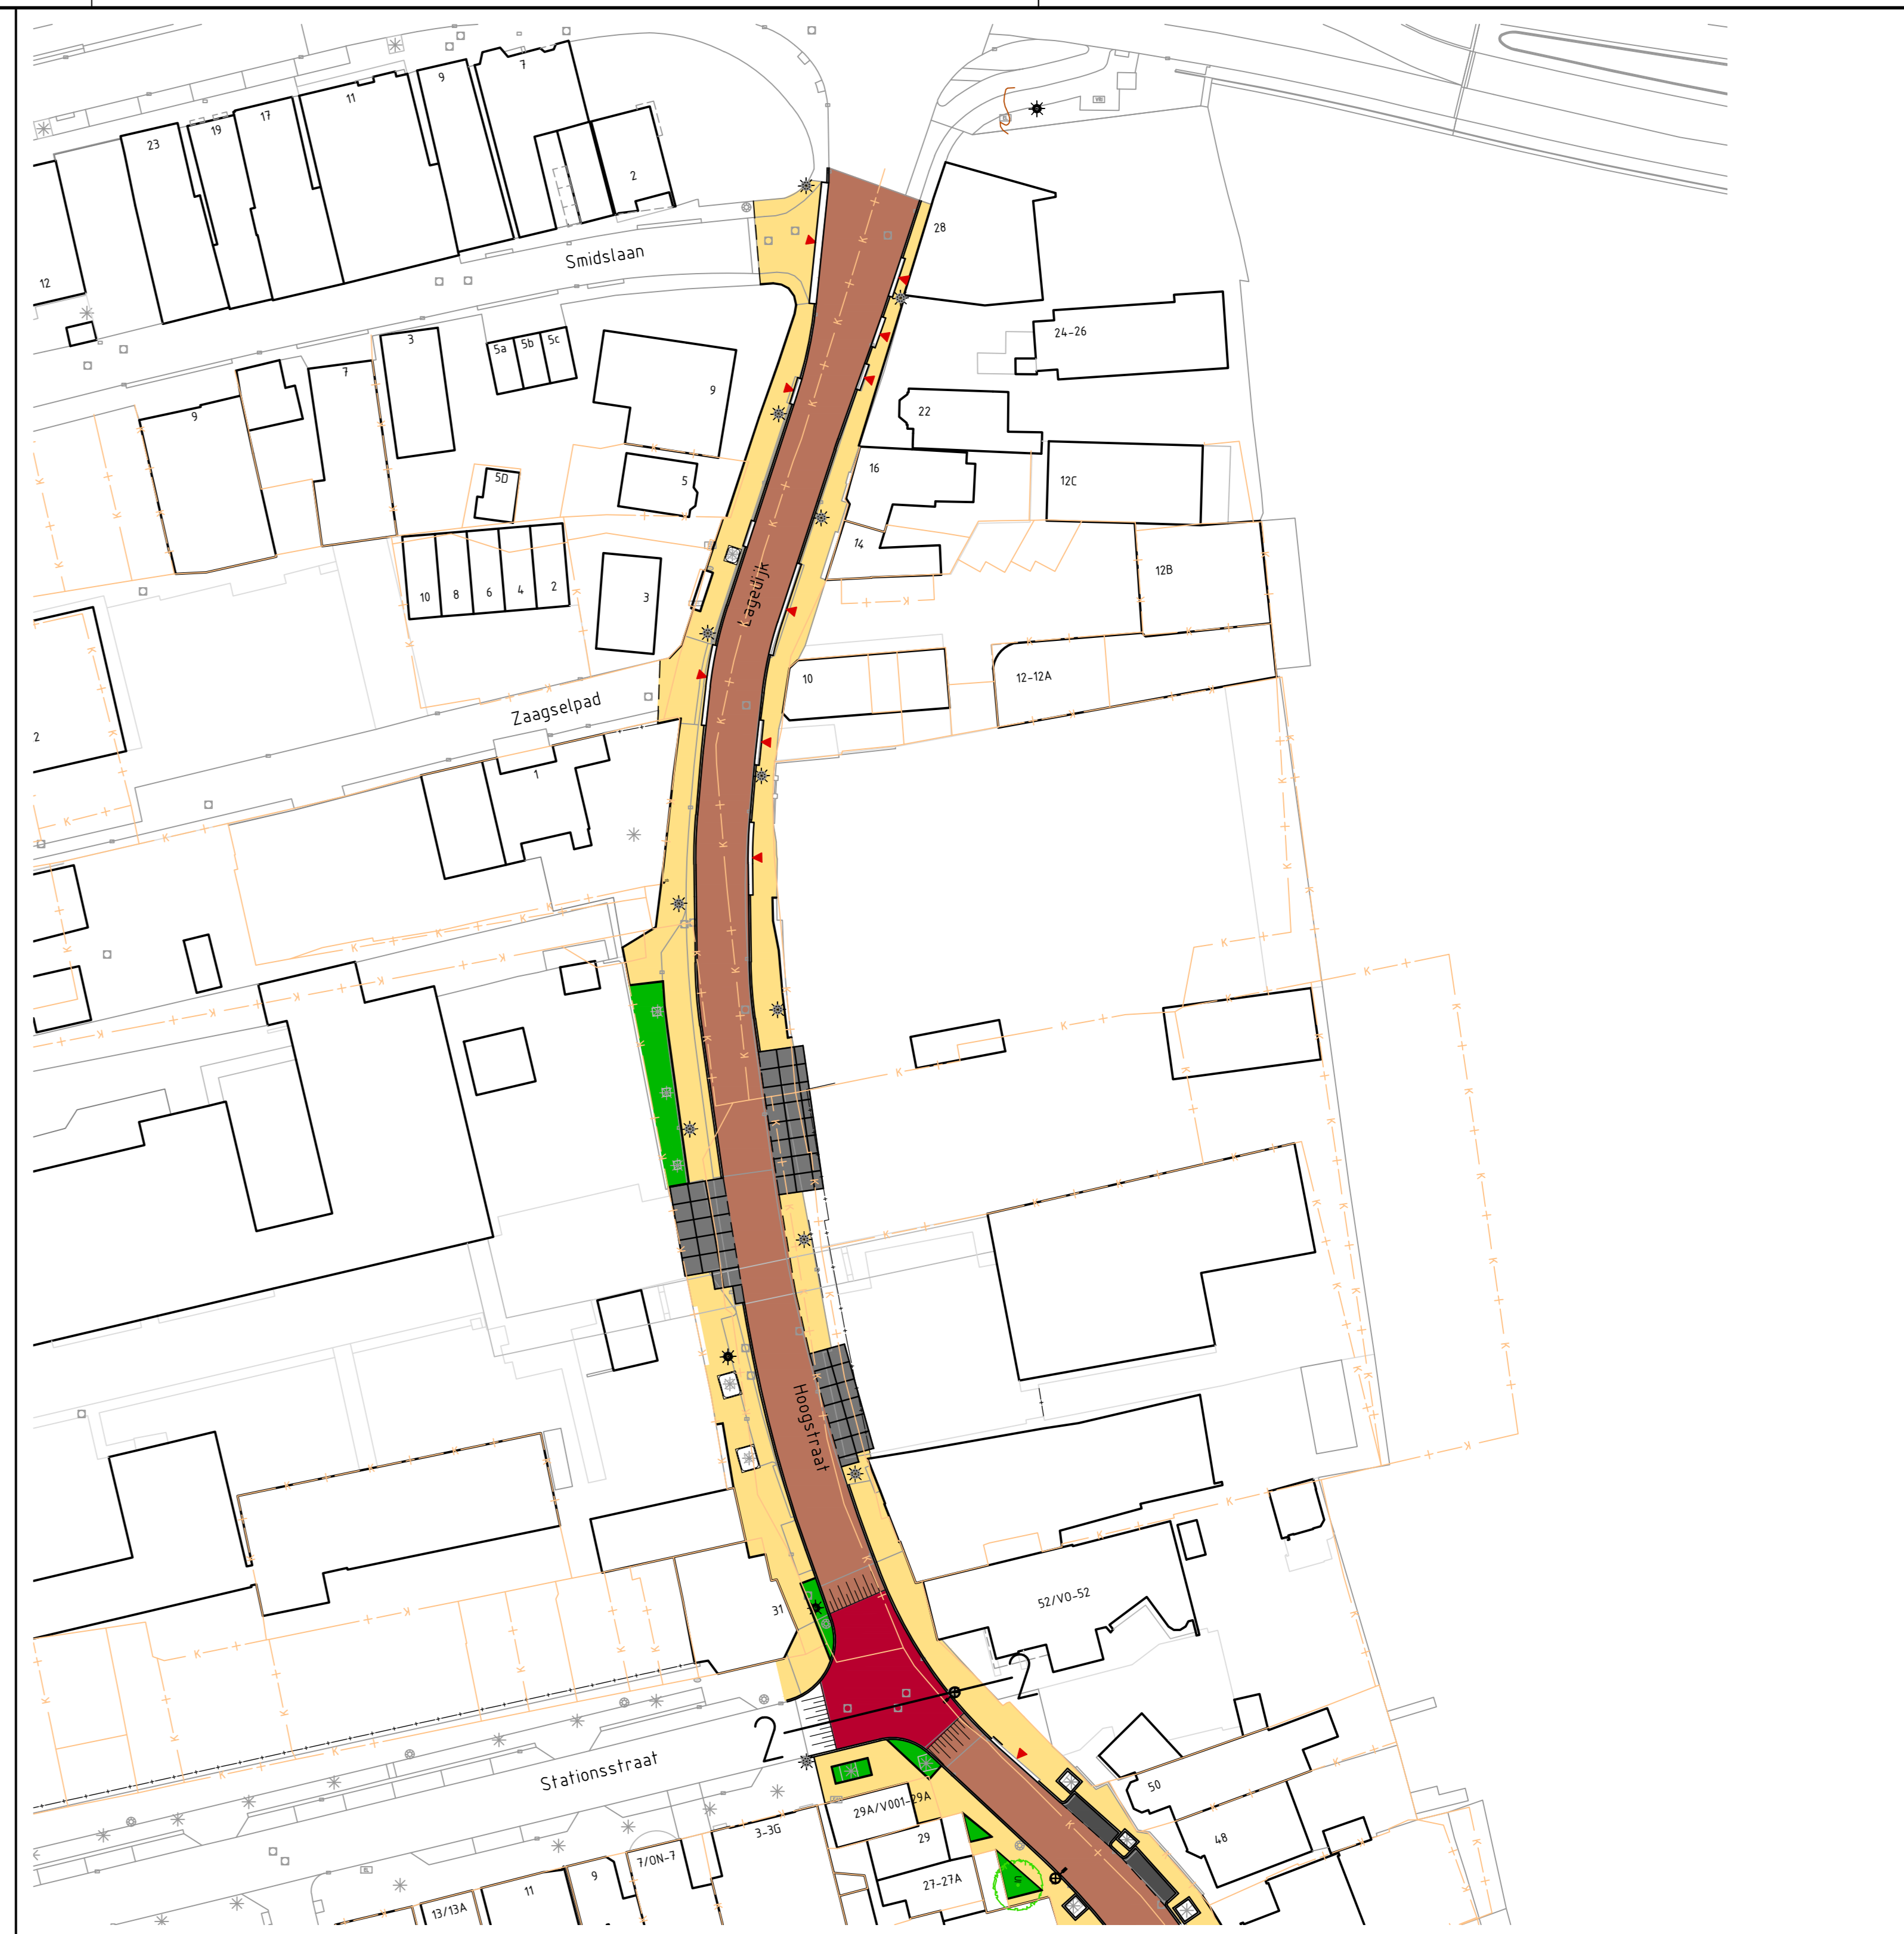 7
9
11
17
19
23
2
12
Smidslaan
28
24-26
3
5a
5b
5c
9
7
9
22
16
12C
5
5D
14
12B
10
8
6
4
2
3
Lagedijk
10
12-12A
Zaagselpad
2
1
Hoogstraat
31
52/VO-52
2
2
Stationsstraat
50
29A/V001-29A
48
29
3-3G
7/ON-7
9
27-27A
11
13/13A